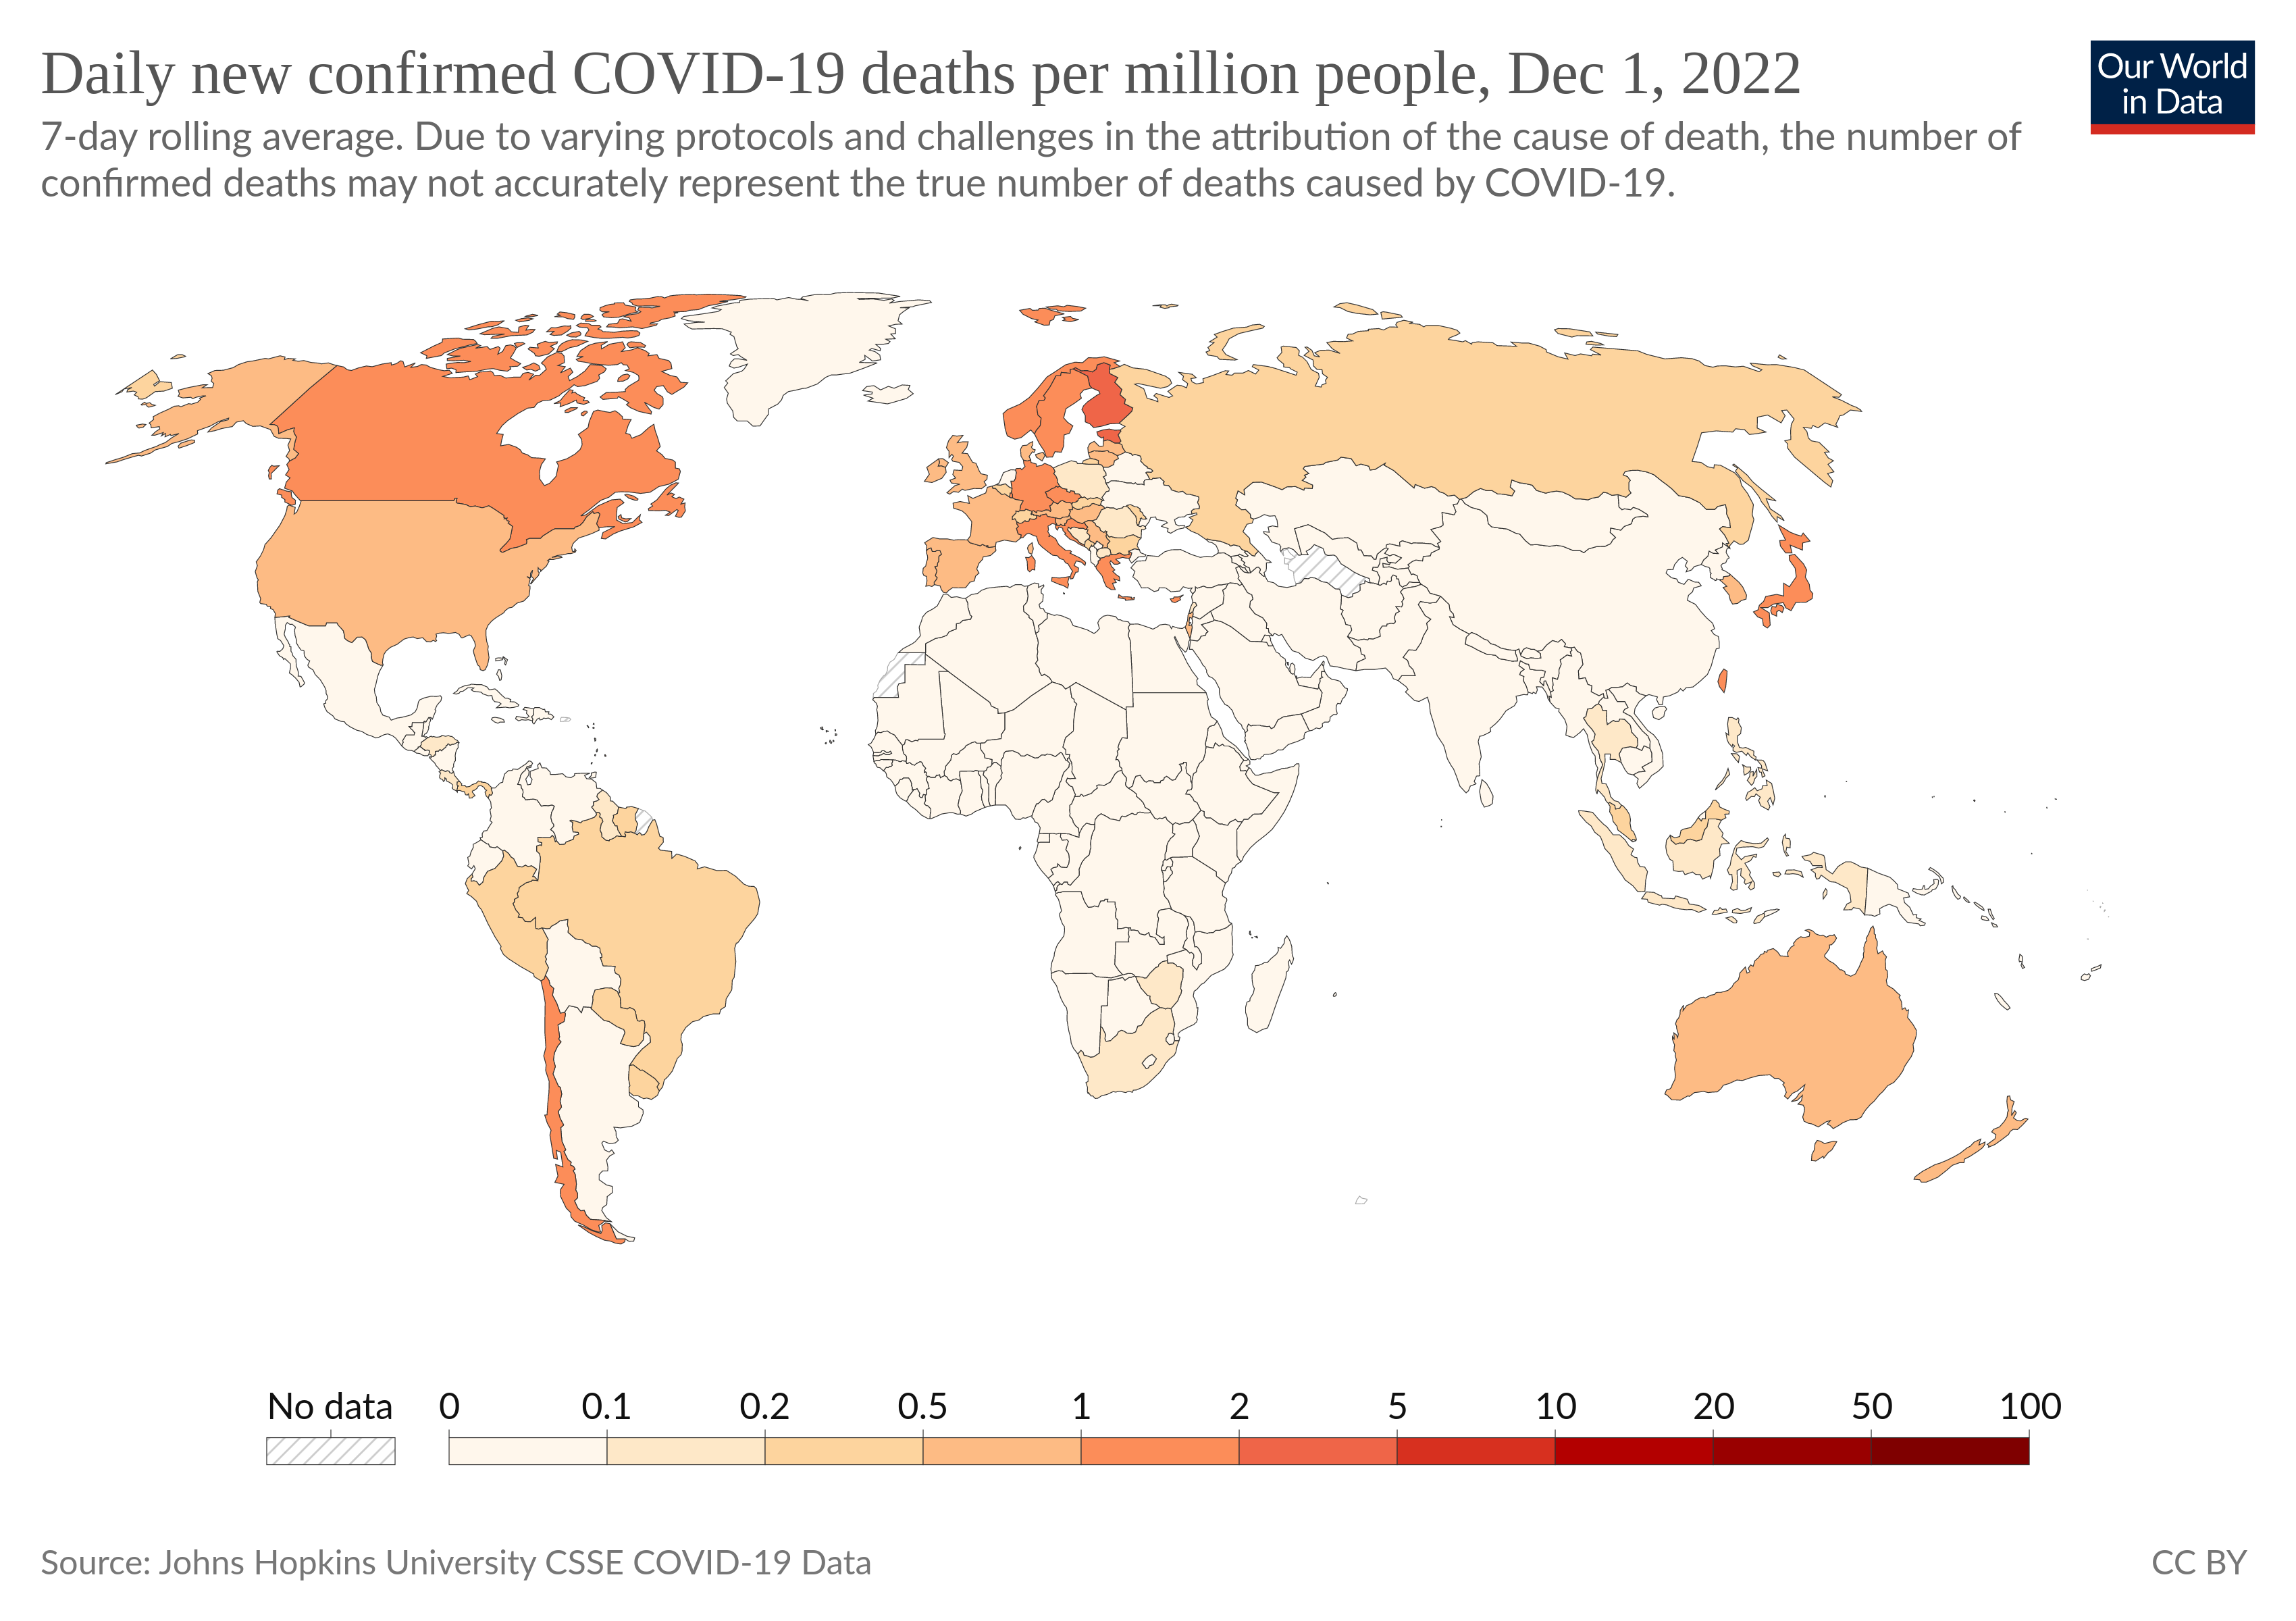 Daily new confirmed COVID-19 deaths per million people, Dec 1, 2022
Our World
in Data
7-day rolling average. Due to varying protocols and challenges in the attribution of the cause of death, the number of
confirmed deaths may not accurately represent the true number of deaths caused by COVID-19.
No data 0 0.1 0.2 0.5 1 2 5 10 20 50 100
Source: Johns Hopkins University CSSE COVID-19 Data
CC BY